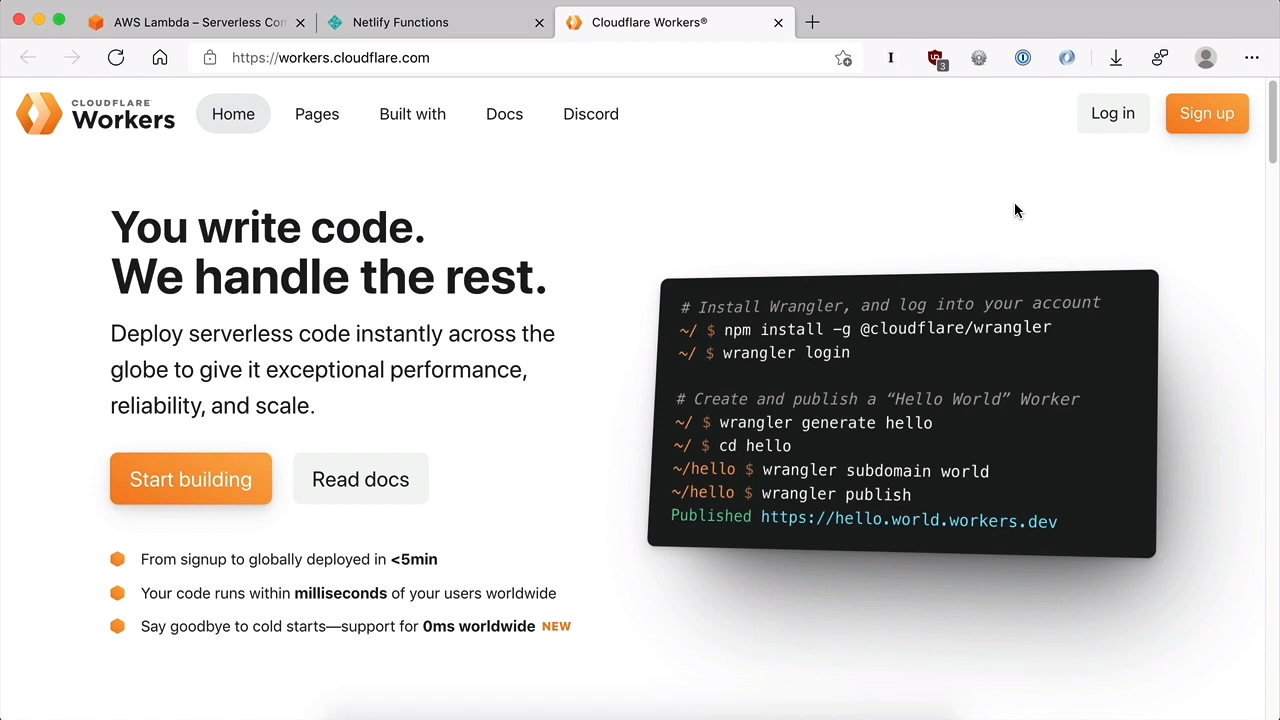 AWS Lambda – Serverless Com
Netlify Functions
Cloudflare Workers®
https://workers.cloudflare.com
3
CLOUDFLARE
Workers
Home
Pages
Built with
Docs
Discord
Log in
Sign up
You write code.
We handle the rest.
Deploy serverless code instantly across the
globe to give it exceptional performance,
reliability, and scale.
Start building
Read docs
From signup to globally deployed in <5min
Your code runs within milliseconds of your users worldwide
Say goodbye to cold starts—support for 0ms worldwide NEW
# Install Wrangler, and log into your account
~/ $ npm install -g @cloudflare/wrangler
~/ $ wrangler login
# Create and publish a “Hello World” Worker
~/ $ wrangler generate hello
~/ $ cd hello
~/hello $ wrangler subdomain world
~/hello $ wrangler publish
Published https://hello.world.workers.dev